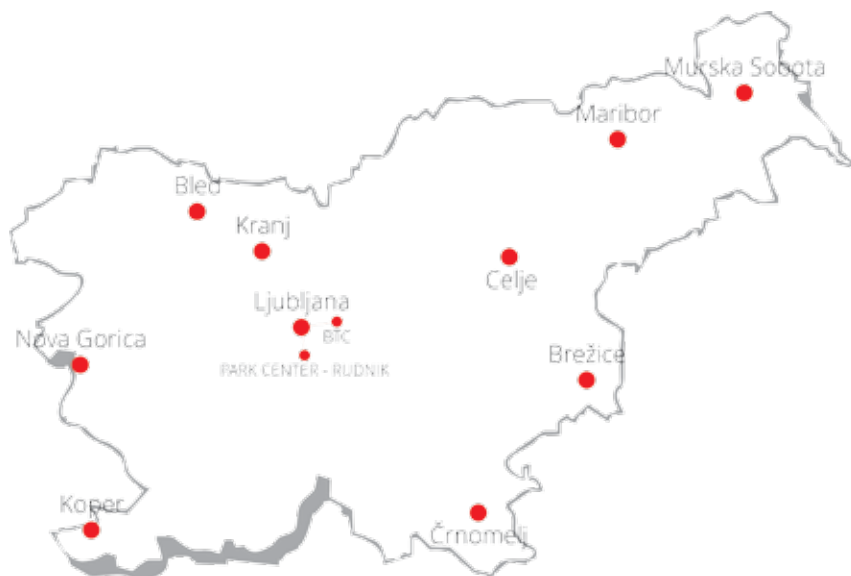 Murska Sobota
Maribor
Bled
Kranj
Celje
Ljubljana
BTC
Nova Gorica
PARK CENTER - RUDNIK
Brežice
Koper
Črnomelj